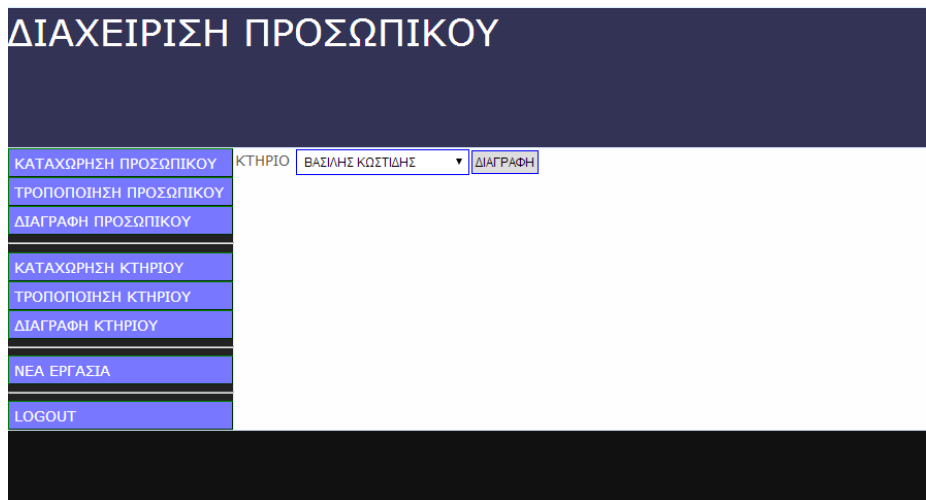 ΔΙΑΧΕΙΡΙΣΗ ΠΡΟΣΩΠΙΚΟΥ
ΚΑΤΑΧΩΡΗΣΗ ΠΡΟΣΩΠΙΚΟΥ
ΤΡΟΠΟΠΟΙΗΣΗ ΠΡΟΣΩΠΙΚΟΥ
ΔΙΑΓΡΑΦΗ ΠΡΟΣΩΠΙΚΟΥ
ΚΑΤΑΧΩΡΗΣΗ ΚΤΗΡΙΟΥ
ΤΡΟΠΟΠΟΙΗΣΗ ΚΤΗΡΙΟΥ
ΔΙΑΓΡΑΦΗ ΚΤΗΡΙΟΥ
ΝΕΑ ΕΡΓΑΣΙΑ
LOGOUT
ΚΤΗΡΙΟ ΒΑΣΙΛΗΣ ΚΩΣΤΙΔΗΣ ΔΙΑΓΡΑΦΗ